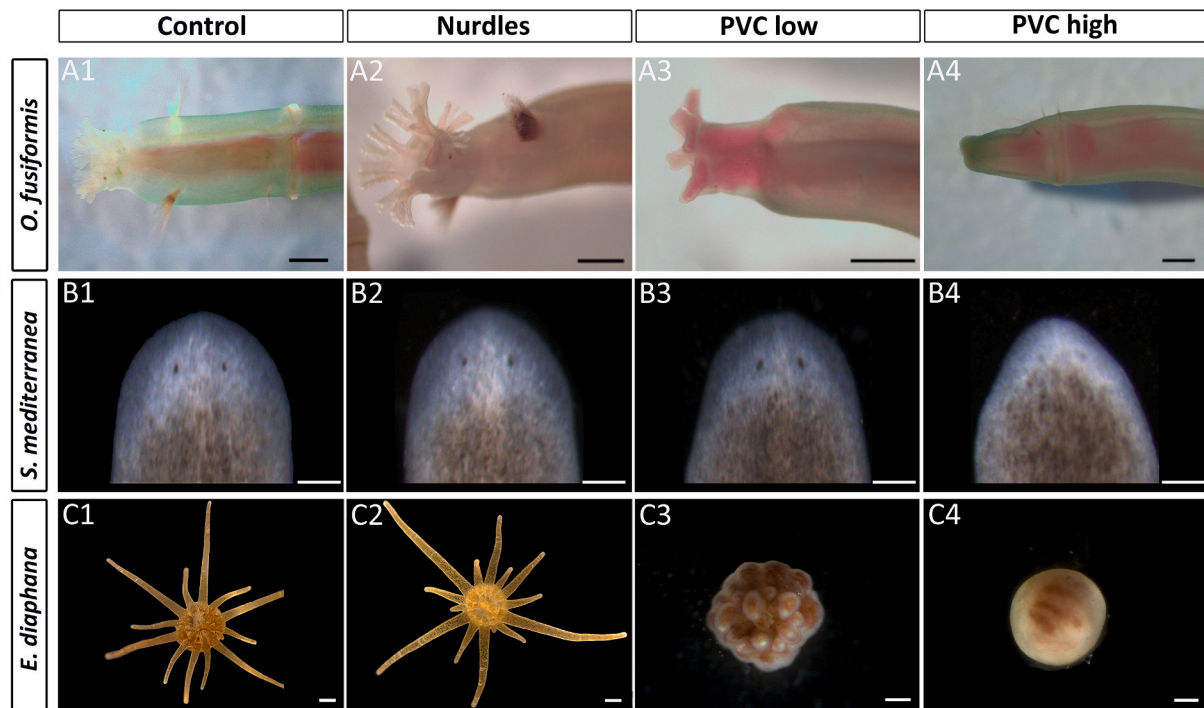 Control Nurdles PVC low PVC high
O. fusiformis
A1 A2 A3 A4
S. mediterranea
B1 B2 B3 B4
E. diaphana
C1 C2 C3 C4